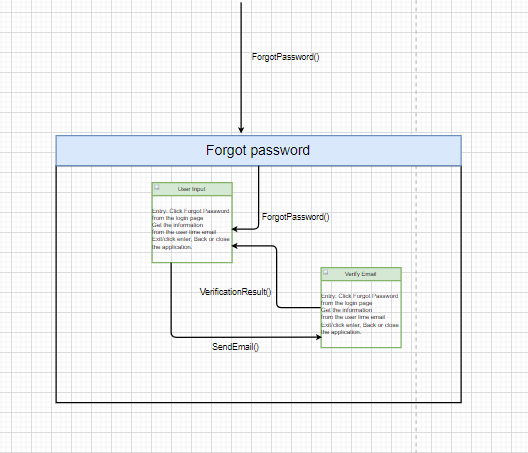 ForgotPassword()
Forgot password
User Input
Entry: Click Forgot Password
from the login page
Get the information
from the user time email
Exit/click enter, Back or close
the application.
ForgotPassword()
VerificationResult()
Verify Email
Entry: Click Forgot Password
from the login page
Get the information
from the user time email
Exit/click enter, Back or close
the application.
SendEmail()